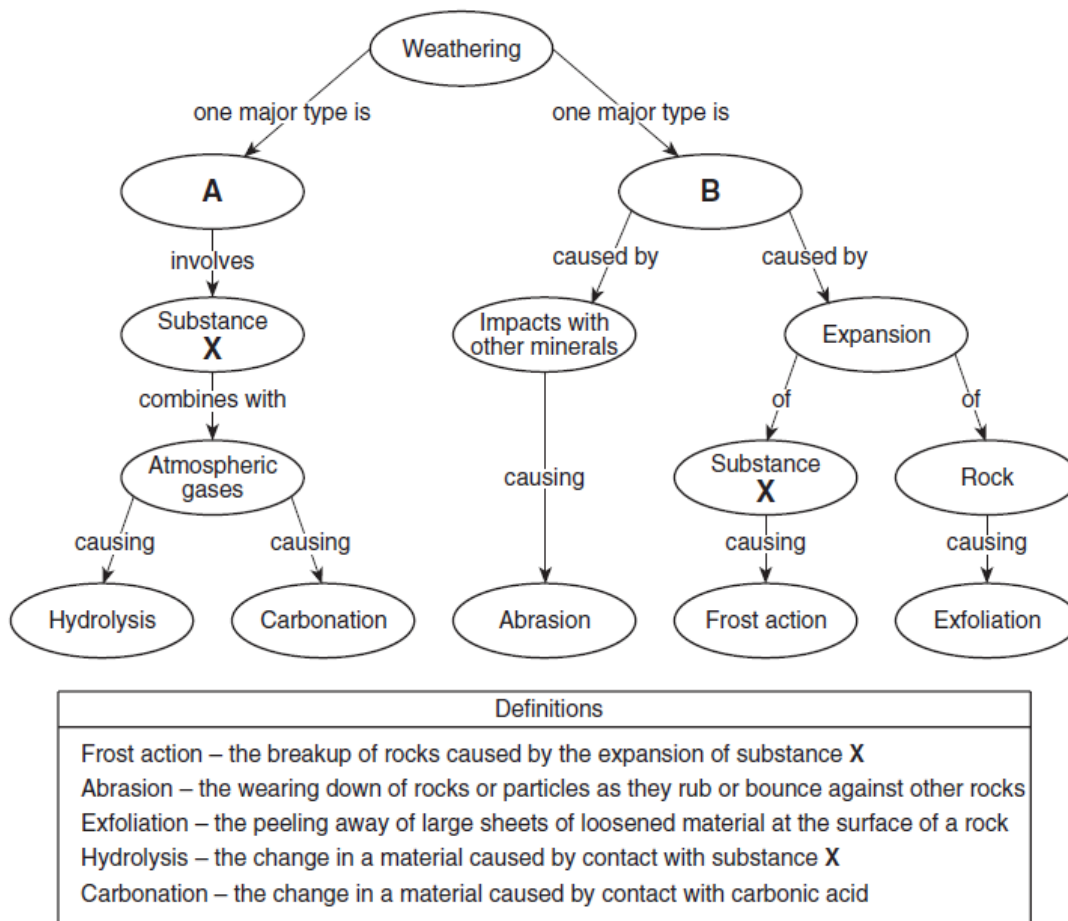 Weathering
one major type is
one major type is
A
B
involves
caused by
caused by
Substance
X
Impacts with
other minerals
Expansion
combines with
of
of
Atmospheric
gases
causing
Substance
X
Rock
causing
causing
causing
causing
Hydrolysis
Carbonation
Abrasion
Frost action
Exfoliation
Definitions
Frost action – the breakup of rocks caused by the expansion of substance X
Abrasion – the wearing down of rocks or particles as they rub or bounce against other rocks
Exfoliation – the peeling away of large sheets of loosened material at the surface of a rock
Hydrolysis – the change in a material caused by contact with substance X
Carbonation – the change in a material caused by contact with carbonic acid